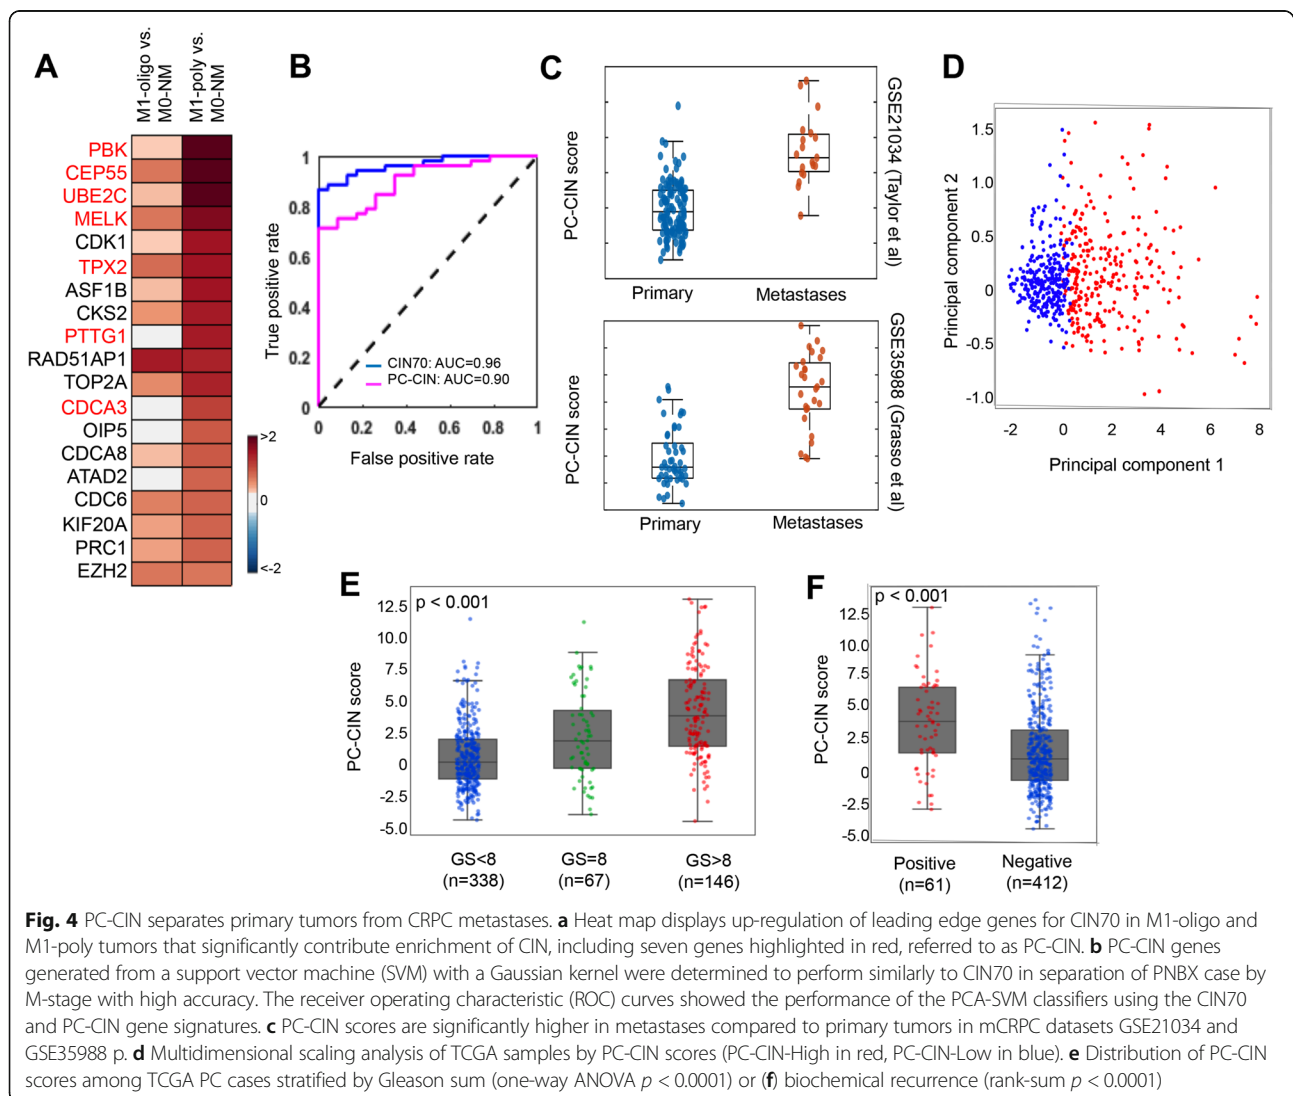 A
M1-oligo vs.
M0-NM
M1-poly vs.
M0-NM
PBK
CEP55
UBE2C
MELK
CDK1
TPX2
ASF1B
CKS2
PTTG1
RAD51AP1
TOP2A
CDCA3
OIP5
CDCA8
ATAD2
CDC6
KIF20A
PRC1
EZH2
>2
0
<-2
B
True positive rate
1
0.8
0.6
0.4
0.2
0
CIN70: AUC=0.96
PC-CIN: AUC=0.90
0 0.2 0.4 0.6 0.8 1
False positive rate
C
PC-CIN score
Primary Metastases
GSE21034 (Taylor et al)
PC-CIN score
Primary Metastases
GSE35988 (Grasso et al)
D
Principal component 2
1.5
1.0
0.5
0
-0.5
-1.0
-2 0 2 4 6 8
Principal component 1
E
p < 0.001
PC-CIN score
12.5
10.0
7.5
5.0
2.5
0
-2.5
-5.0
GS<8 GS=8 GS>8
(n=338) (n=67) (n=146)
F
p < 0.001
PC-CIN score
12.5
10.0
7.5
5.0
2.5
0
-2.5
-5.0
Positive Negative
(n=61) (n=412)
Fig. 4 PC-CIN separates primary tumors from CRPC metastases. a Heat map displays up-regulation of leading edge genes for CIN70 in M1-oligo and
M1-poly tumors that significantly contribute enrichment of CIN, including seven genes highlighted in red, referred to as PC-CIN. b PC-CIN genes
generated from a support vector machine (SVM) with a Gaussian kernel were determined to perform similarly to CIN70 in separation of PNBX case by
M-stage with high accuracy. The receiver operating characteristic (ROC) curves showed the performance of the PCA-SVM classifiers using the CIN70
and PC-CIN gene signatures. c PC-CIN scores are significantly higher in metastases compared to primary tumors in mCRPC datasets GSE21034 and
GSE35988 p. d Multidimensional scaling analysis of TCGA samples by PC-CIN scores (PC-CIN-High in red, PC-CIN-Low in blue). e Distribution of PC-CIN
scores among TCGA PC cases stratified by Gleason sum (one-way ANOVA p < 0.0001) or (f) biochemical recurrence (rank-sum p < 0.0001)